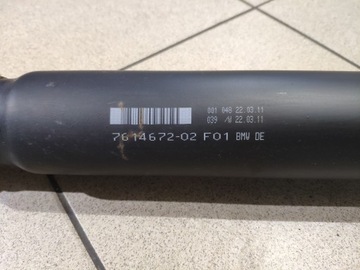 001 048 22.03.11
039 /W 22.03.11
7614672-02 F01 BMW DE